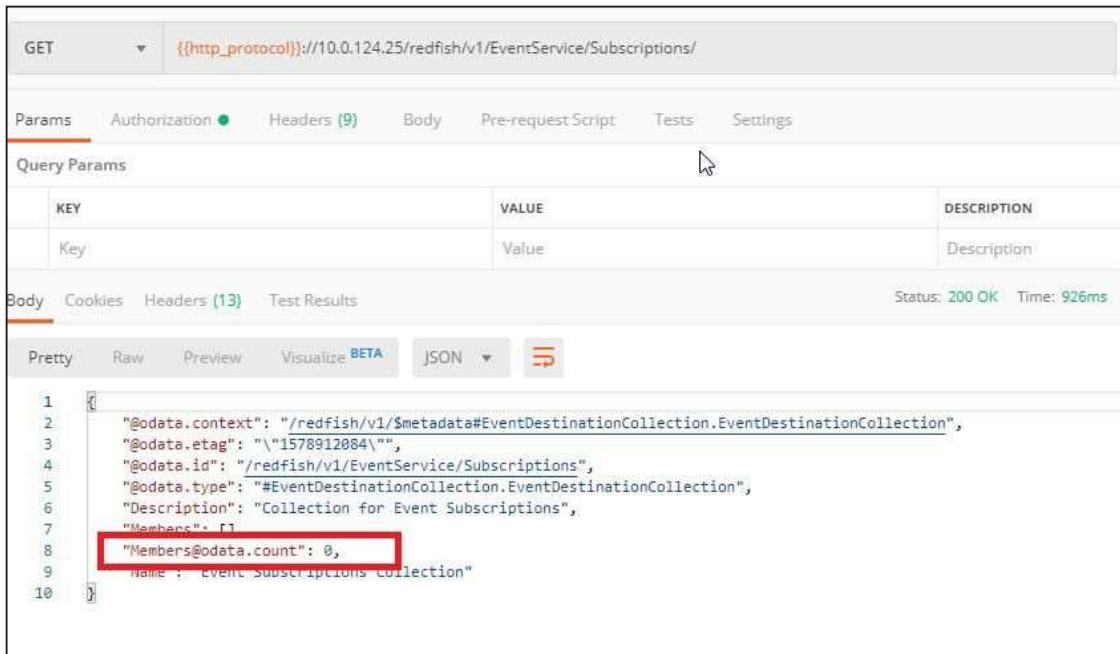 GET {{http_protocol}}://10.0.124.25/redfish/v1/EventService/Subscriptions/
Params Authorization Headers (9) Body Pre-request Script Tests Settings
Query Params
KEY VALUE DESCRIPTION
Key Value Description
Body Cookies Headers (13) Test Results Status: 200 OK Time: 926ms
Pretty Raw Preview Visualize BETA JSON
1 {
2 "@odata.context": "/redfish/v1/$metadata#EventDestinationCollection.EventDestinationCollection",
3 "@odata.etag": "\"1578912084\"",
4 "@odata.id": "/redfish/v1/EventService/Subscriptions",
5 "@odata.type": "#EventDestinationCollection.EventDestinationCollection",
6 "Description": "Collection for Event Subscriptions",
7 "Members": []
8 "Members@odata.count": 0,
9 "Name": "Event Subscriptions Collection"
10 }